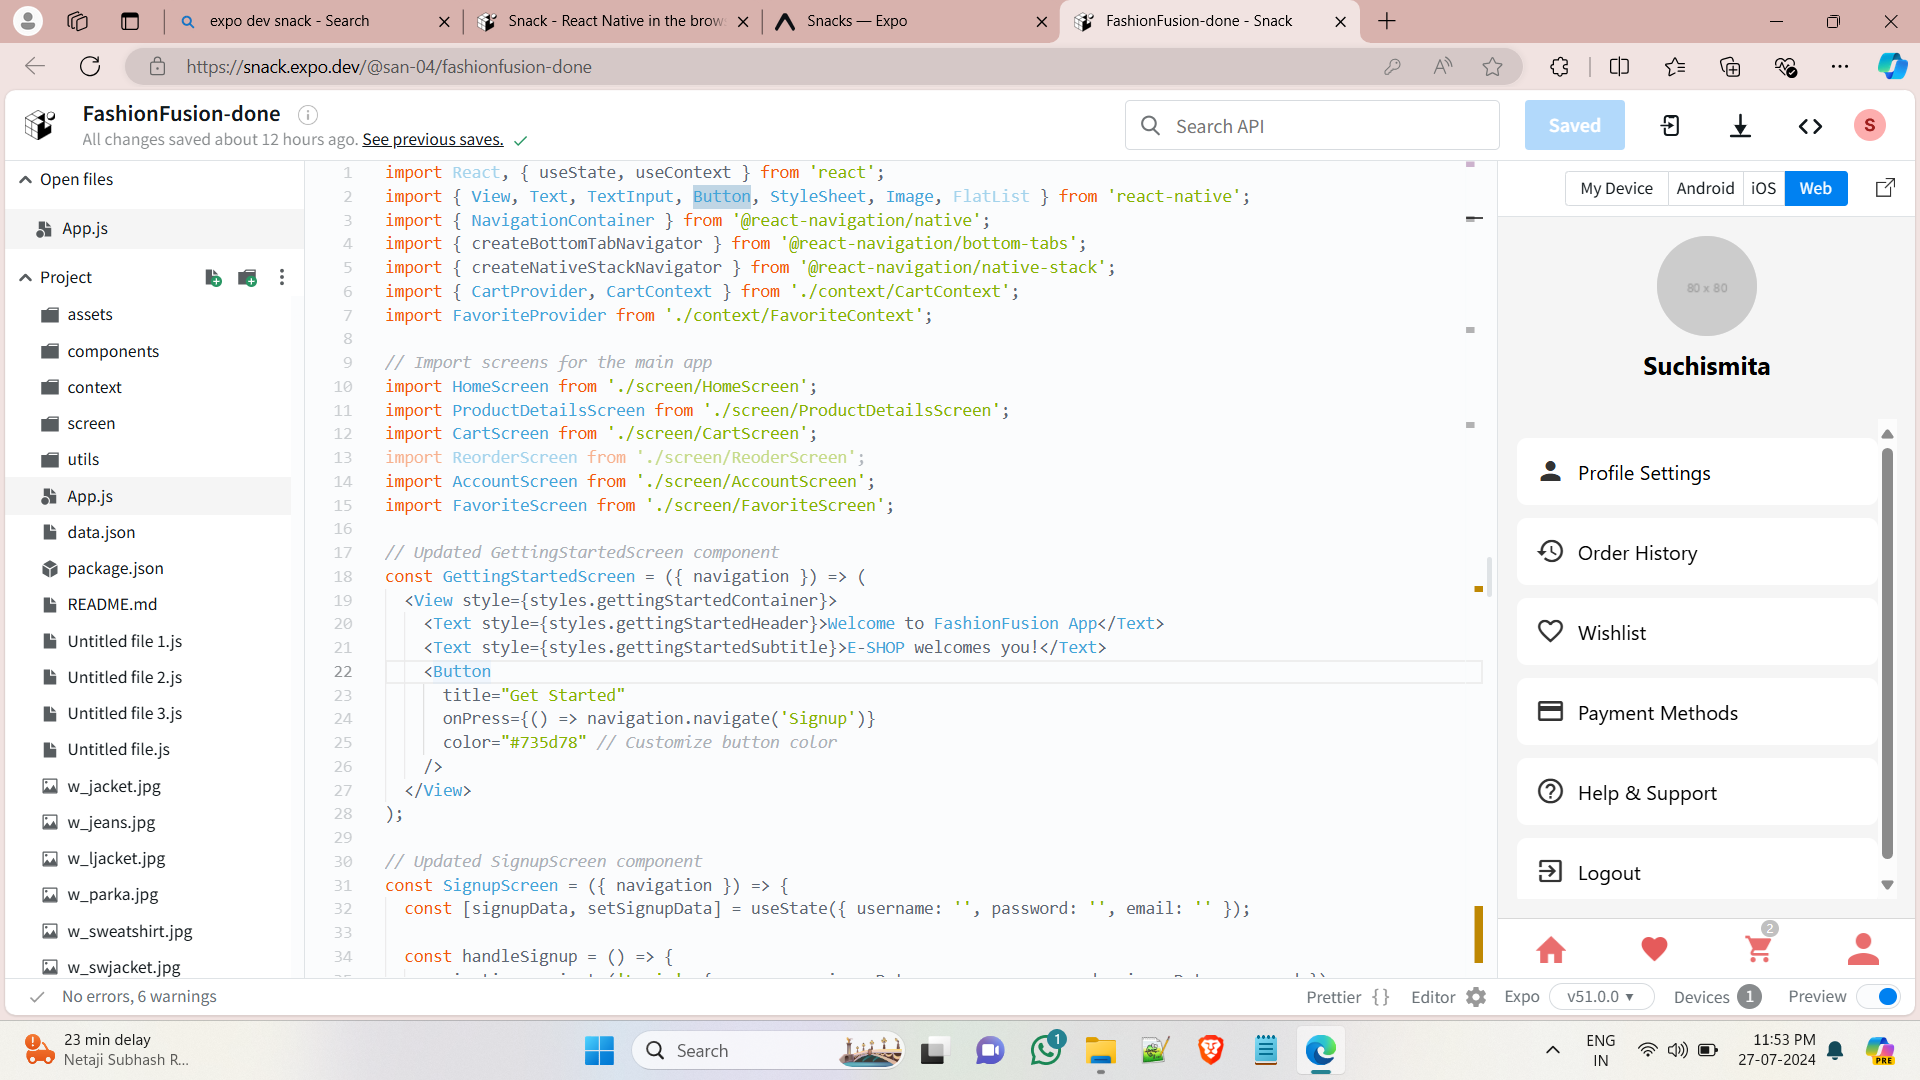 expo dev snack - Search
Snack - React Native in the brow
Snacks — Expo
FashionFusion-done - Snack
https://snack.expo.dev/@san-04/fashionfusion-done
FashionFusion-done
All changes saved about 12 hours ago. See previous saves.
Search API
Saved
S
Open files
App.js
Project
assets
components
context
screen
utils
App.js
data.json
package.json
README.md
Untitled file 1.js
Untitled file 2.js
Untitled file 3.js
Untitled file.js
w_jacket.jpg
w_jeans.jpg
w_ljacket.jpg
w_parka.jpg
w_sweatshirt.jpg
w_swjacket.jpg
1 import React, { useState, useContext } from 'react';
2 import { View, Text, TextInput, Button, StyleSheet, Image, FlatList } from 'react-native';
3 import { NavigationContainer } from '@react-navigation/native';
4 import { createBottomTabNavigator } from '@react-navigation/bottom-tabs';
5 import { createNativeStackNavigator } from '@react-navigation/native-stack';
6 import { CartProvider, CartContext } from './context/CartContext';
7 import FavoriteProvider from './context/FavoriteContext';
8
9 // Import screens for the main app
10 import HomeScreen from './screen/HomeScreen';
11 import ProductDetailsScreen from './screen/ProductDetailsScreen';
12 import CartScreen from './screen/CartScreen';
13 import ReorderScreen from './screen/ReoderScreen';
14 import AccountScreen from './screen/AccountScreen';
15 import FavoriteScreen from './screen/FavoriteScreen';
16
17 // Updated GettingStartedScreen component
18 const GettingStartedScreen = ({ navigation }) => (
19 <View style={styles.gettingStartedContainer}>
20 <Text style={styles.gettingStartedHeader}>Welcome to FashionFusion App</Text>
21 <Text style={styles.gettingStartedSubtitle}>E-SHOP welcomes you!</Text>
22 <Button
23 title="Get Started"
24 onPress={() => navigation.navigate('Signup')}
25 color="#735d78" // Customize button color
26 />
27 </View>
28 );
29
30 // Updated SignupScreen component
31 const SignupScreen = ({ navigation }) => {
32 const [signupData, setSignupData] = useState({ username: '', password: '', email: '' });
33
34 const handleSignup = () => {
My Device
Android
iOS
Web
80 x 80
Suchismita
Profile Settings
Order History
Wishlist
Payment Methods
Help & Support
Logout
2
No errors, 6 warnings
Prettier { }
Editor
Expo
v51.0.0
Devices 1
Preview
23 min delay
Netaji Subhash R...
Search
1
ENG
IN
11:53 PM
27-07-2024
PRE